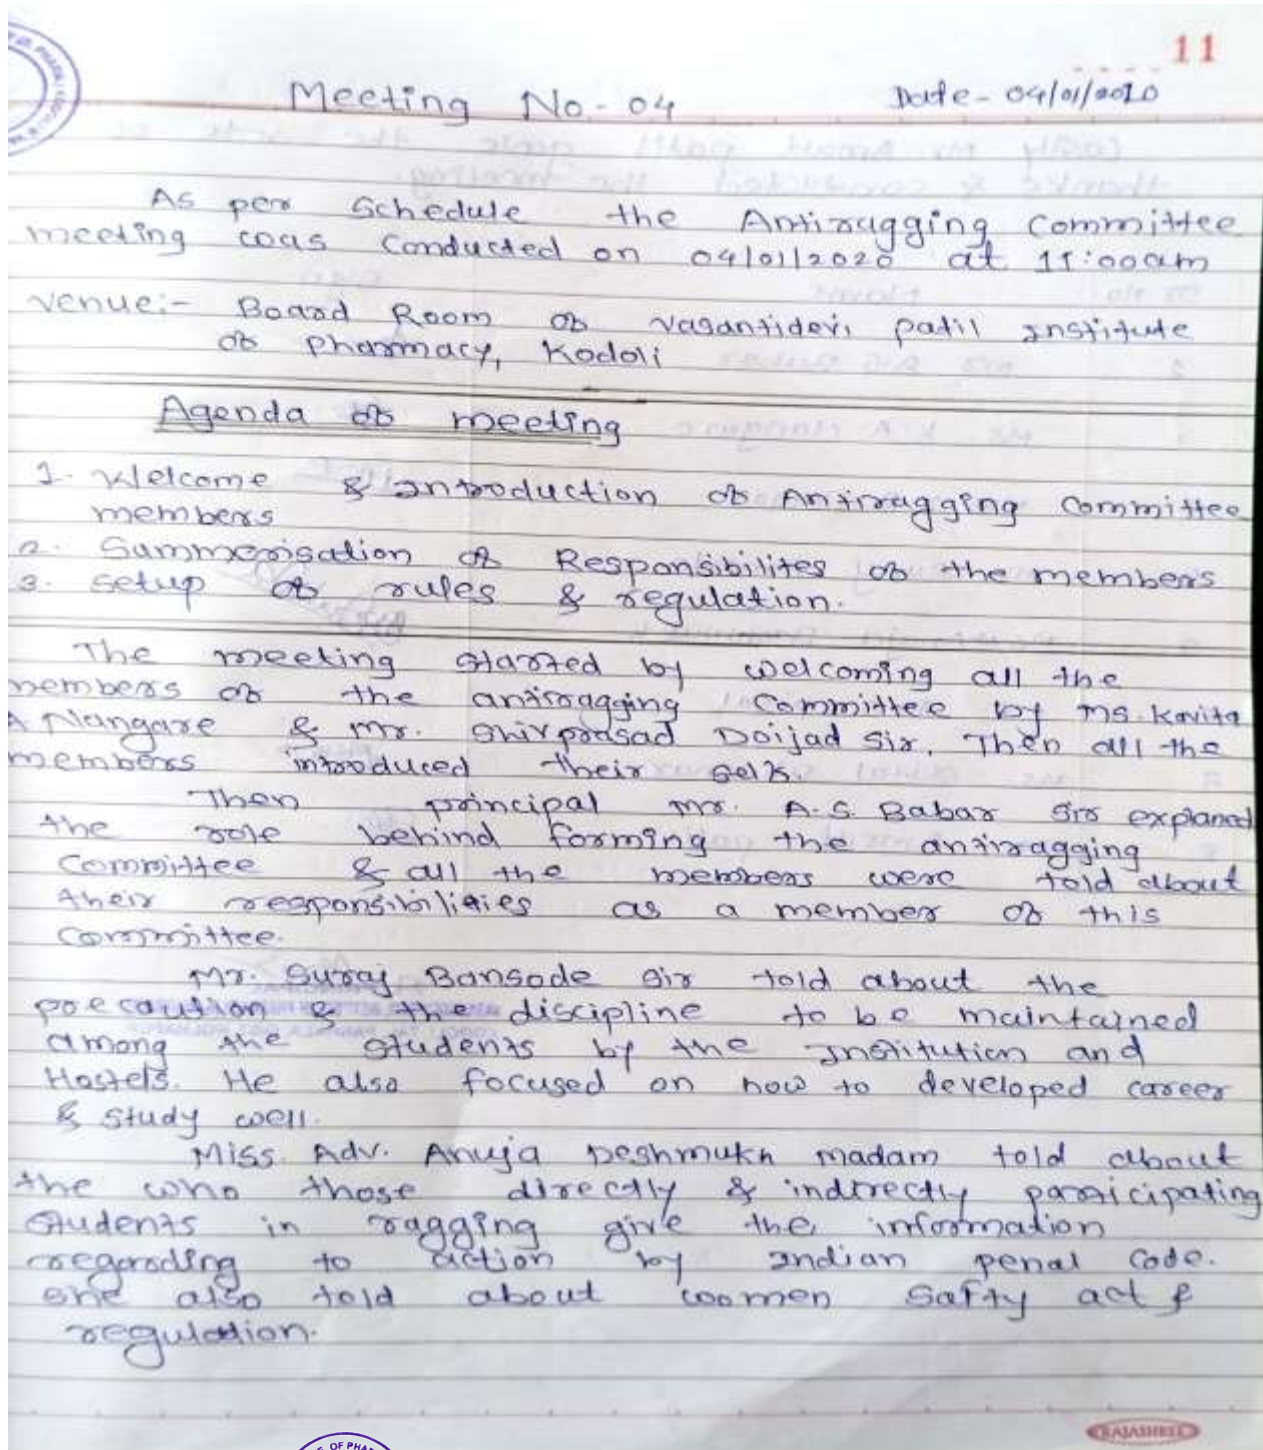 11
Meeting No-04 Date- 04/01/2020
As per Schedule the Antiragging Committee
meeting was Conducted on 04/01/2020 at 11:00am
Venue:- Board Room of Vasantidevi patil Institute
of pharmacy, Kodoli
Agenda of meeting
1. Welcome & Introduction of Antiragging Committee
members
2. Summerisation of Responsibilites of the members
3. Setup of rules & regulation.
The meeting started by welcoming all the
members of the antiragging Committee by Ms. Kavita
A Nangare & Mr. Shivprasad Doijad Sir. Then all the
members introduced their self.
Then principal Mr. A.S. Babar Sir explaned
the role behind forming the antiragging
Committee & all the members were told about
their responsibilities as a member of this
Committee.
Mr. Suraj Bansode Sir told about the
precaution & the discipline to be maintained
among the students by the Institution and
Hostels. He also focused on how to developed career
& study well.
Miss. Adv. Anuja Deshmukh madam told about
the who those directly & indirectly participating
students in ragging give the information
regarding to action by Indian penal Code.
She also told about women Safty act &
regulation.
RAJASHREE
OF PHAR